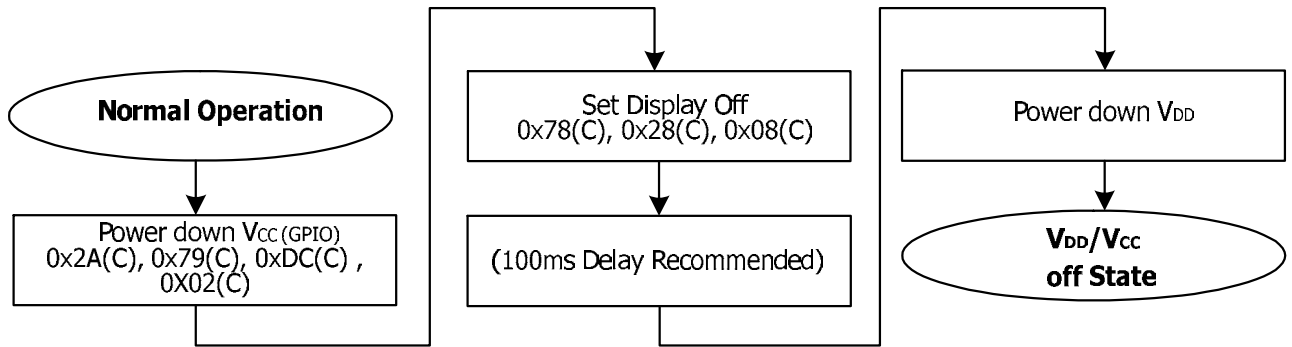 Normal Operation
Power down VCC (GPIO)
0x2A(C), 0x79(C), 0xDC(C) ,
0X02(C)
Set Display Off
0x78(C), 0x28(C), 0x08(C)
(100ms Delay Recommended)
Power down VDD
VDD/VCC
off State